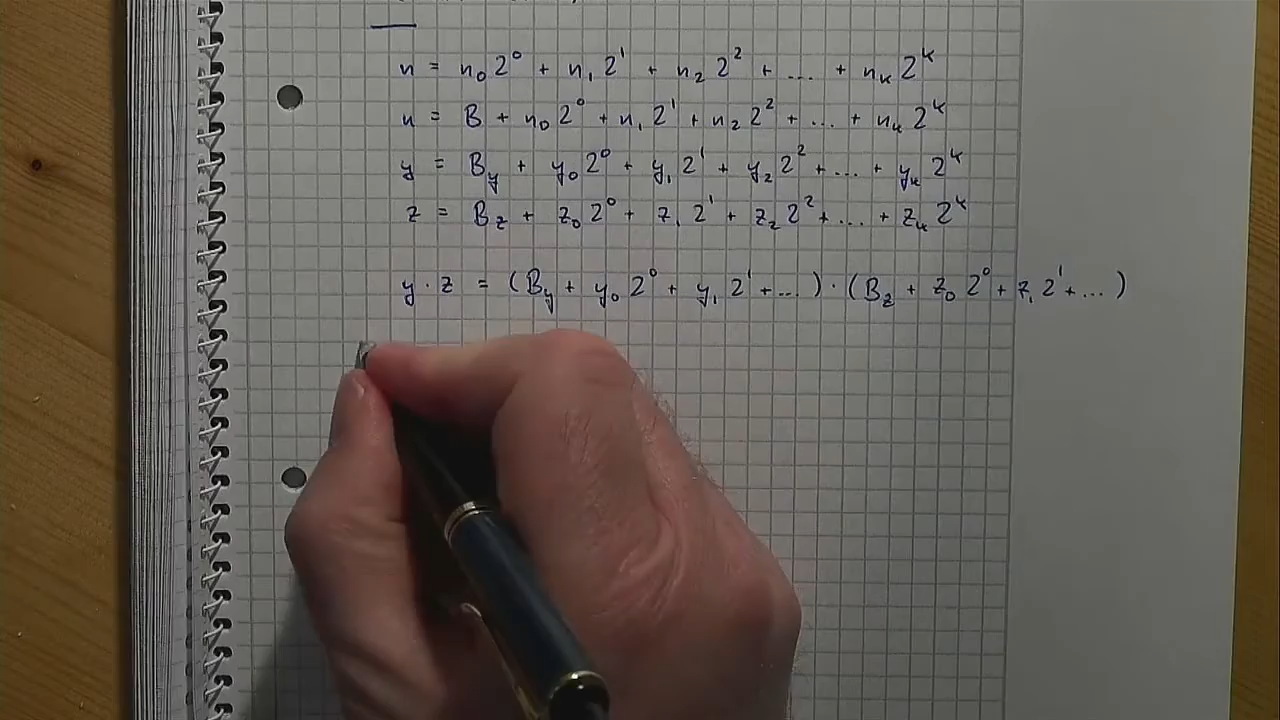 n = n₀ 2⁰ + n₁ 2¹ + n₂ 2² + ... + nₖ 2ᵏ
n = B + n₀ 2⁰ + n₁ 2¹ + n₂ 2² + ... + nₖ 2ᵏ
y = B_y + y₀ 2⁰ + y₁ 2¹ + y₂ 2² + ... + yₖ 2ᵏ
z = B_z + z₀ 2⁰ + z₁ 2¹ + z₂ 2² + ... + zₖ 2ᵏ
y · z = (B_y + y₀ 2⁰ + y₁ 2¹ + ...) · (B_z + z₀ 2⁰ + z₁ 2¹ + ...)